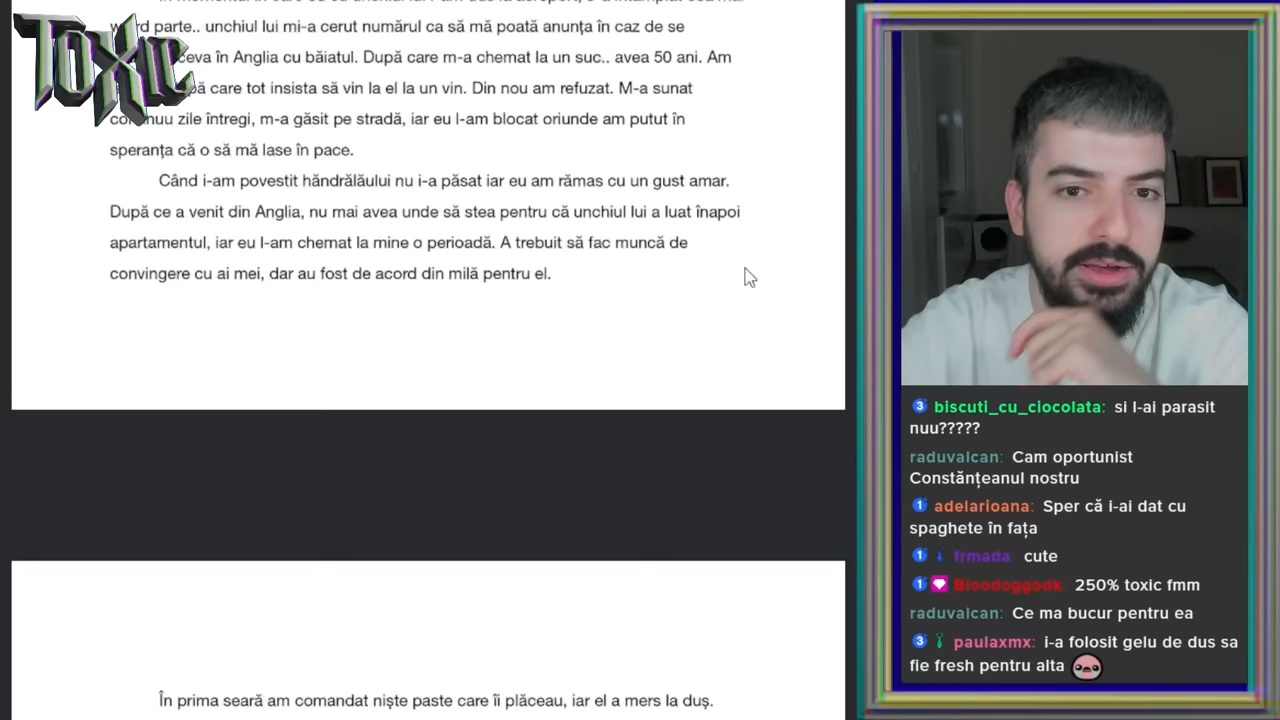 TOXIC
parte.. unchiul lui mi-a cerut numărul ca să mă poată anunța în caz de se
ceva în Anglia cu băiatul. După care m-a chemat la un suc.. avea 50 ani. Am
care tot insista să vin la el la un vin. Din nou am refuzat. M-a sunat
zile întregi, m-a găsit pe stradă, iar eu l-am blocat oriunde am putut în
speranța că o să mă lase în pace.
Când i-am povestit hăndrălăului nu i-a păsat iar eu am rămas cu un gust amar.
După ce a venit din Anglia, nu mai avea unde să stea pentru că unchiul lui a luat înapoi
apartamentul, iar eu l-am chemat la mine o perioadă. A trebuit să fac muncă de
convingere cu ai mei, dar au fost de acord din milă pentru el.
În prima seară am comandat niște paste care îi plăceau, iar el a mers la duș.
3 biscuti_cu_ciocolata: si l-ai parasit
nuu?????
raduvalcan: Cam oportunist
Constănțeanul nostru
1 adelarioana: Sper că i-ai dat cu
spaghete în fața
1 frmada: cute
1 Bloodoggodk: 250% toxic fmm
raduvalcan: Ce ma bucur pentru ea
3 paulaxmx: i-a folosit gelu de dus sa
fie fresh pentru alta